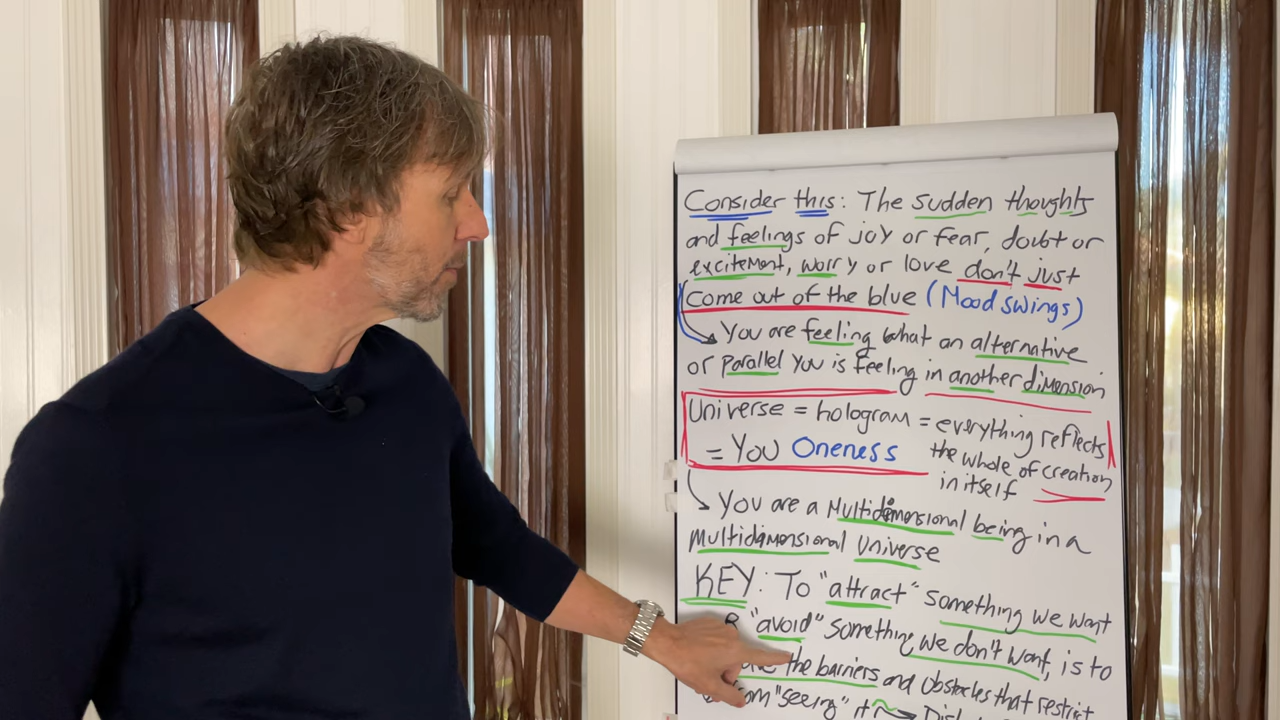 Consider this: The sudden thoughts
and feelings of joy or fear, doubt or
excitement, worry or love don't just
come out of the blue (Mood swings)
You are feeling what an alternative
or parallel you is feeling in another dimension
Universe = hologram = everything reflects
the whole of creation
in itself
= You Oneness
You are a Multidimensional being in a
Multidimensional Universe
KEY: To "attract" something we want
"avoid" something we don't want, is to
the barriers and obstacles that restrict
"seeing" it